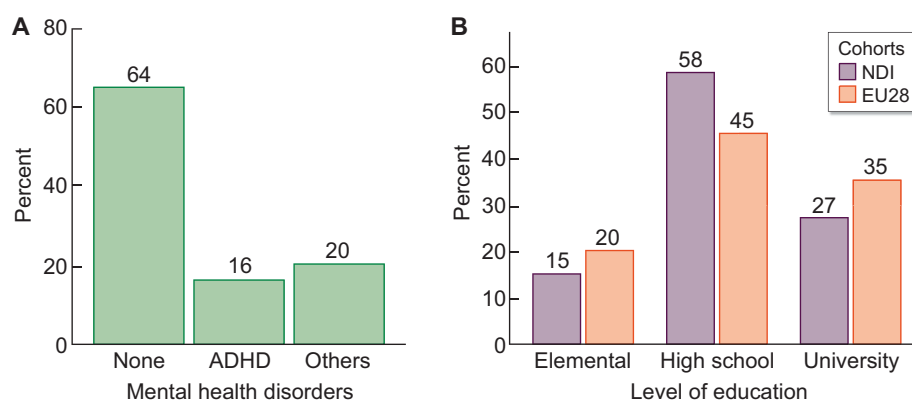 A
80
60
40
20
0
Percent
64
16
20
None ADHD Others
Mental health disorders
B
60
50
40
30
20
10
0
Percent
Cohorts
NDI
EU28
15
20
58
45
27
35
Elemental High school University
Level of education